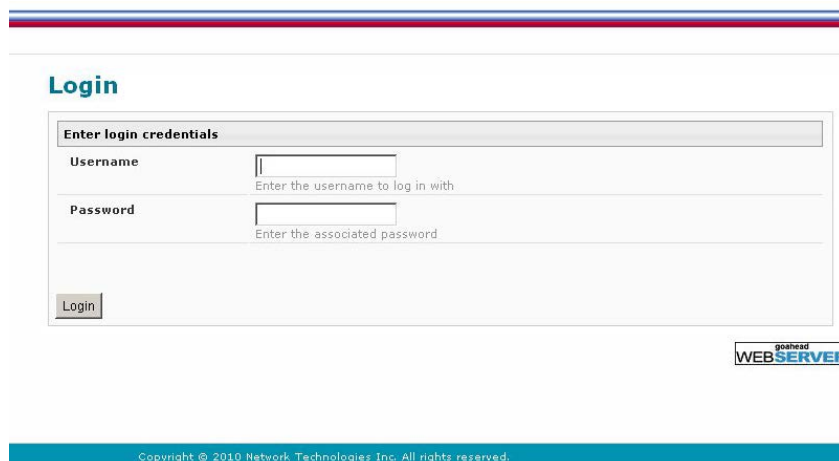 Login
Enter login credentials
Username
Enter the username to log in with
Password
Enter the associated password
Login
goahead
WEBSERVER
Copyright © 2010 Network Technologies Inc. All rights reserved.